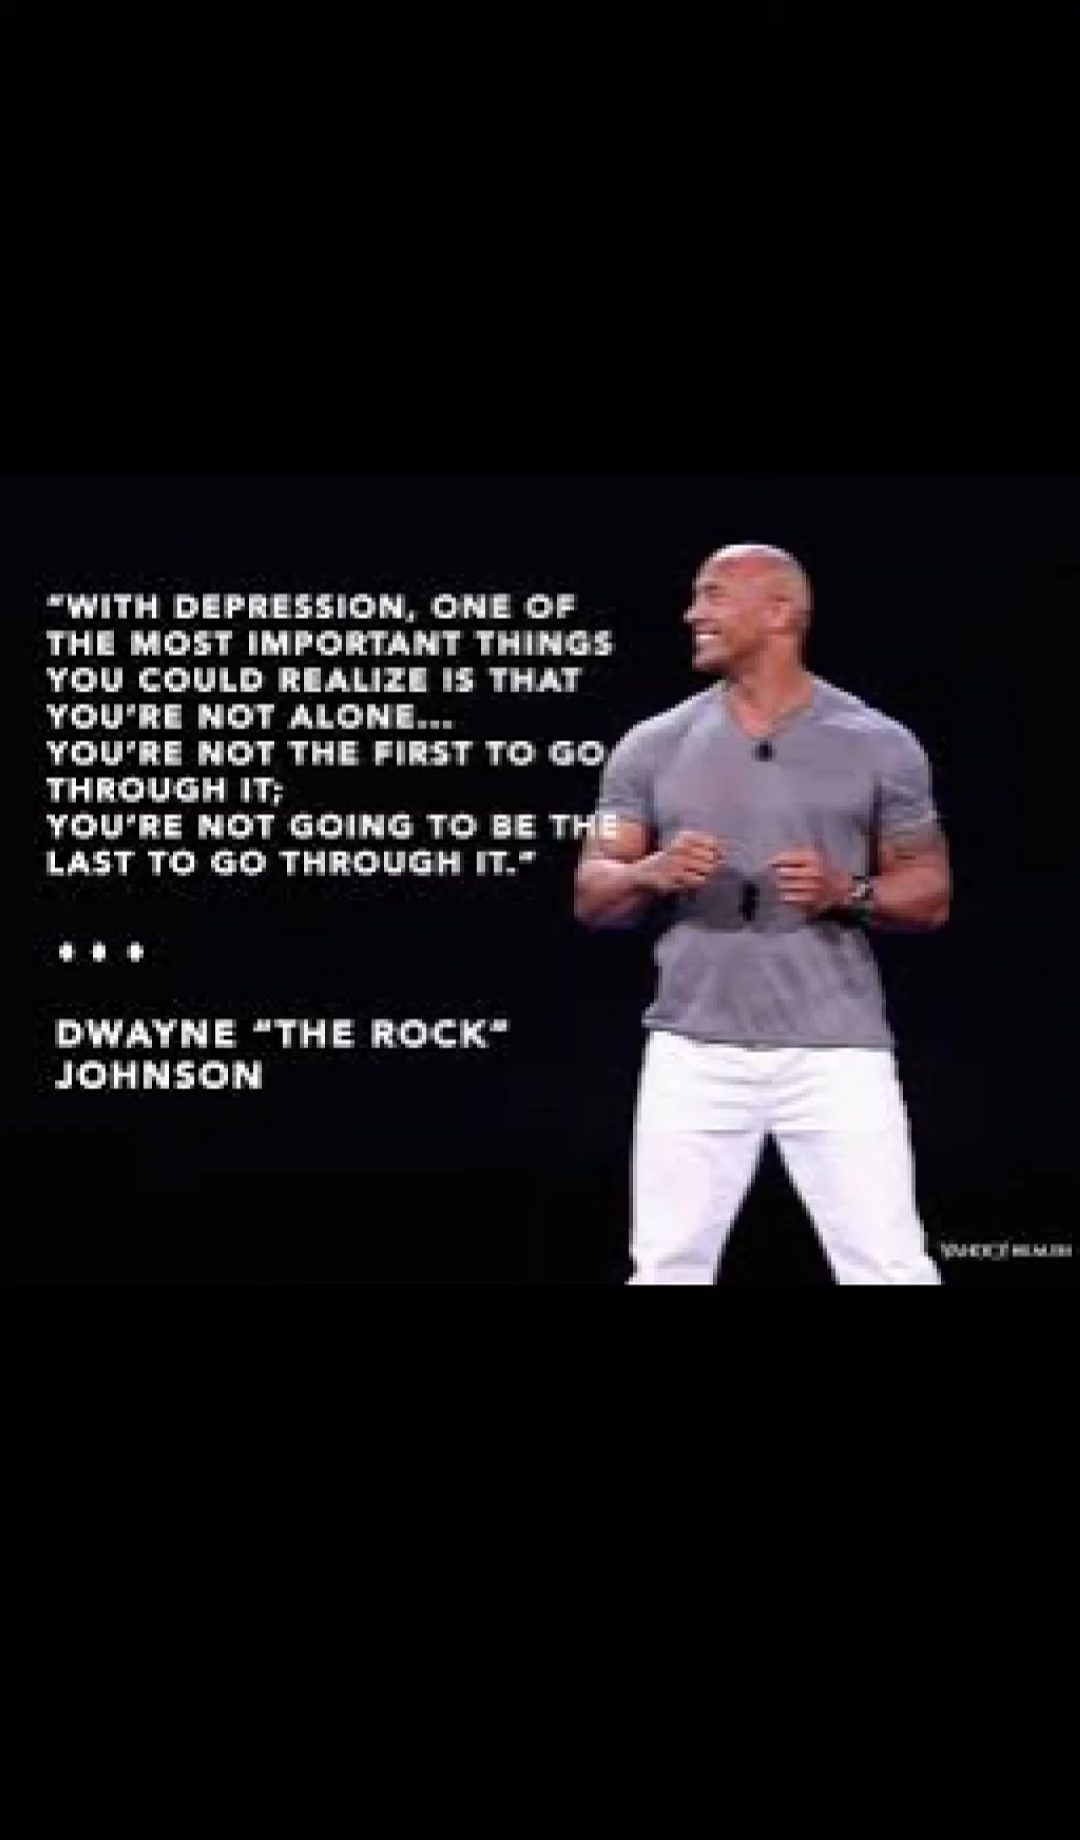 "WITH DEPRESSION, ONE OF
THE MOST IMPORTANT THINGS
YOU COULD REALIZE IS THAT
YOU'RE NOT ALONE...
YOU'RE NOT THE FIRST TO GO
THROUGH IT;
YOU'RE NOT GOING TO BE THE
LAST TO GO THROUGH IT."
• • •
DWAYNE "THE ROCK"
JOHNSON
YAHOO! HEALTH